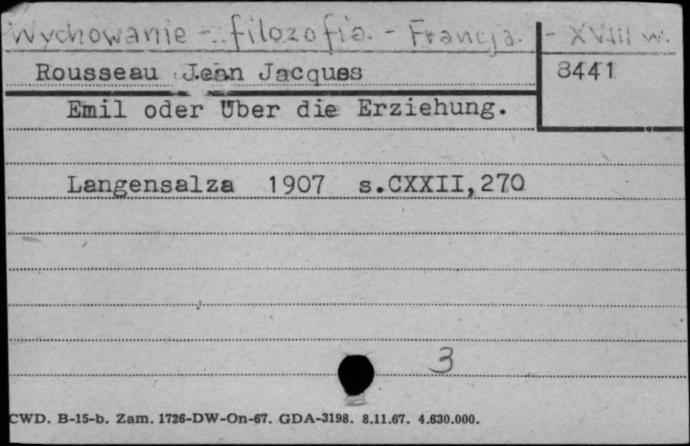 Wychowanie - filozofia. - Francja. - XVIII w.
Rousseau Jean Jacques
8441
Emil oder Über die Erziehung.
Langensalza 1907 s.CXXII,270
3
CWD. B-15-b. Zam. 1726-DW-On-67. GDA-3198. 8.11.67. 4.630.000.